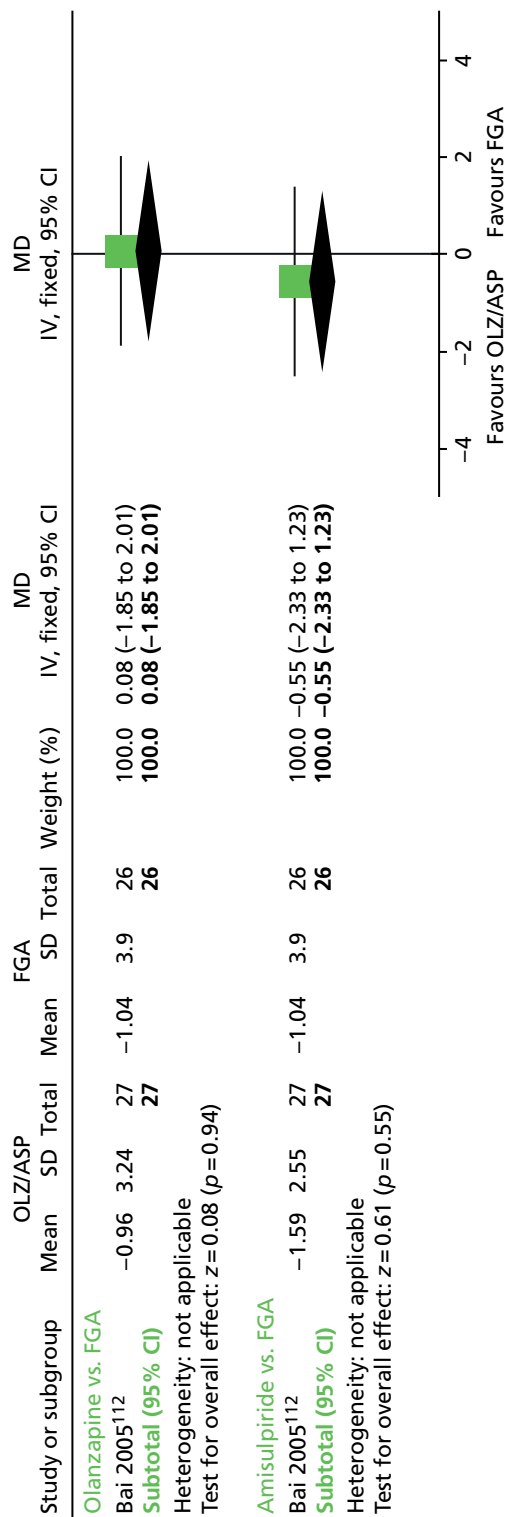 OLZ/ASP FGA MD MD
Study or subgroup Mean SD Total Mean SD Total Weight (%) IV, fixed, 95% CI IV, fixed, 95% CI
Olanzapine vs. FGA
Bai 2005¹¹² −0.96 3.24 27 −1.04 3.9 26 100.0 0.08 (−1.85 to 2.01)
Subtotal (95% CI) 27 26 100.0 0.08 (−1.85 to 2.01)
Heterogeneity: not applicable
Test for overall effect: z=0.08 (p=0.94)
Amisulpiride vs. FGA
Bai 2005¹¹² −1.59 2.55 27 −1.04 3.9 26 100.0 −0.55 (−2.33 to 1.23)
Subtotal (95% CI) 27 26 100.0 −0.55 (−2.33 to 1.23)
Heterogeneity: not applicable
Test for overall effect: z=0.61 (p=0.55)
−4 −2 0 2 4
Favours OLZ/ASP Favours FGA